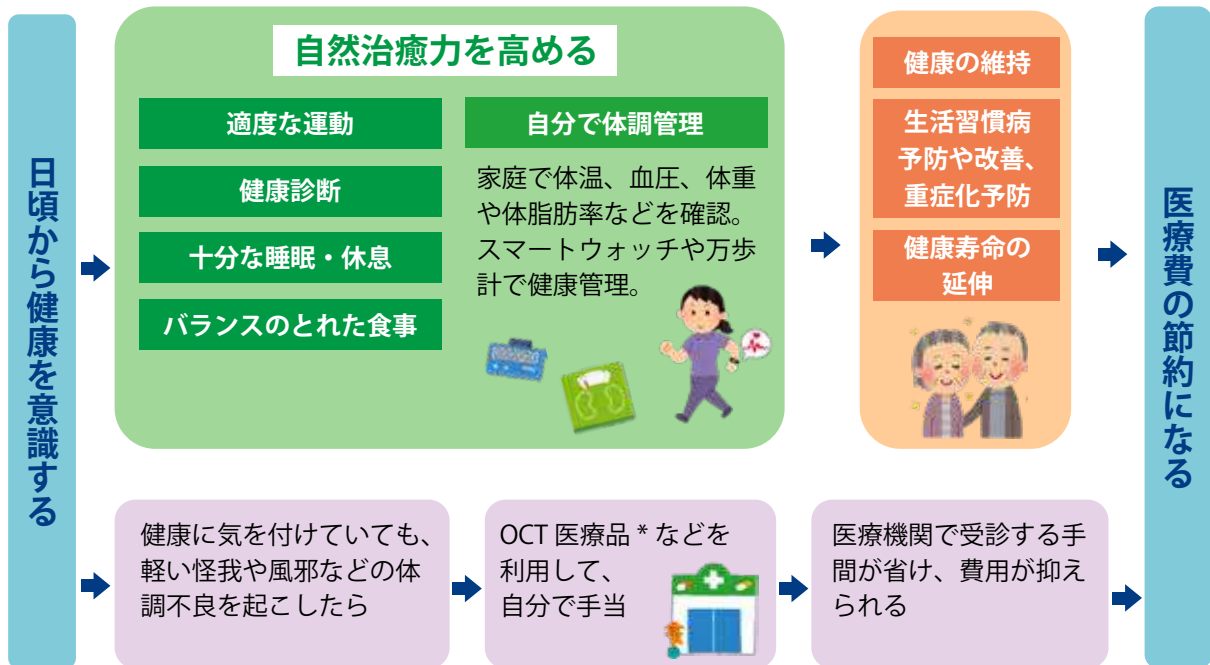 日頃から健康を意識する
自然治癒力を高める
適度な運動
健康診断
十分な睡眠・休息
バランスのとれた食事
自分で体調管理
家庭で体温、血圧、体重
や体脂肪率などを確認。
スマートウォッチや万歩
計で健康管理。
健康の維持
生活習慣病
予防や改善、
重症化予防
健康寿命の
延伸
健康に気を付けていても、
軽い怪我や風邪などの体
調不良を起こしたら
OCT 医療品 * などを
利用して、
自分で手当
医療機関で受診する手
間が省け、費用が抑え
られる
医療費の節約になる